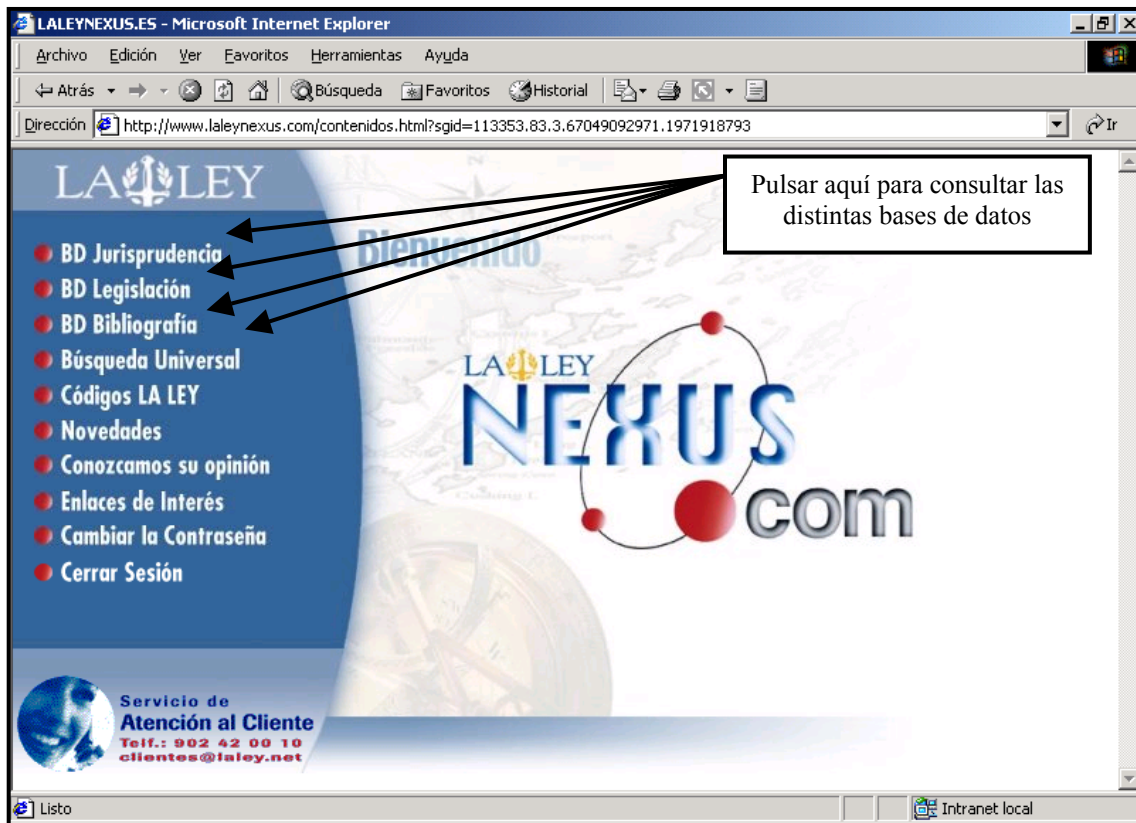 LALEYNEXUS.ES - Microsoft Internet Explorer
Archivo Edición Ver Favoritos Herramientas Ayuda
Atrás Búsqueda Favoritos Historial
Dirección http://www.laleynexus.com/contenidos.html?sgid=113353.83.3.67049092971.1971918793 Ir
LA LEY
Pulsar aquí para consultar las
distintas bases de datos
Bienvenido
BD Jurisprudencia
BD Legislación
BD Bibliografía
Búsqueda Universal
Códigos LA LEY
Novedades
Conozcamos su opinión
Enlaces de Interés
Cambiar la Contraseña
Cerrar Sesión
LA LEY
NEXUS
com
Servicio de
Atención al Cliente
Telf.: 902 42 00 10
clientes@laley.net
Listo Intranet local